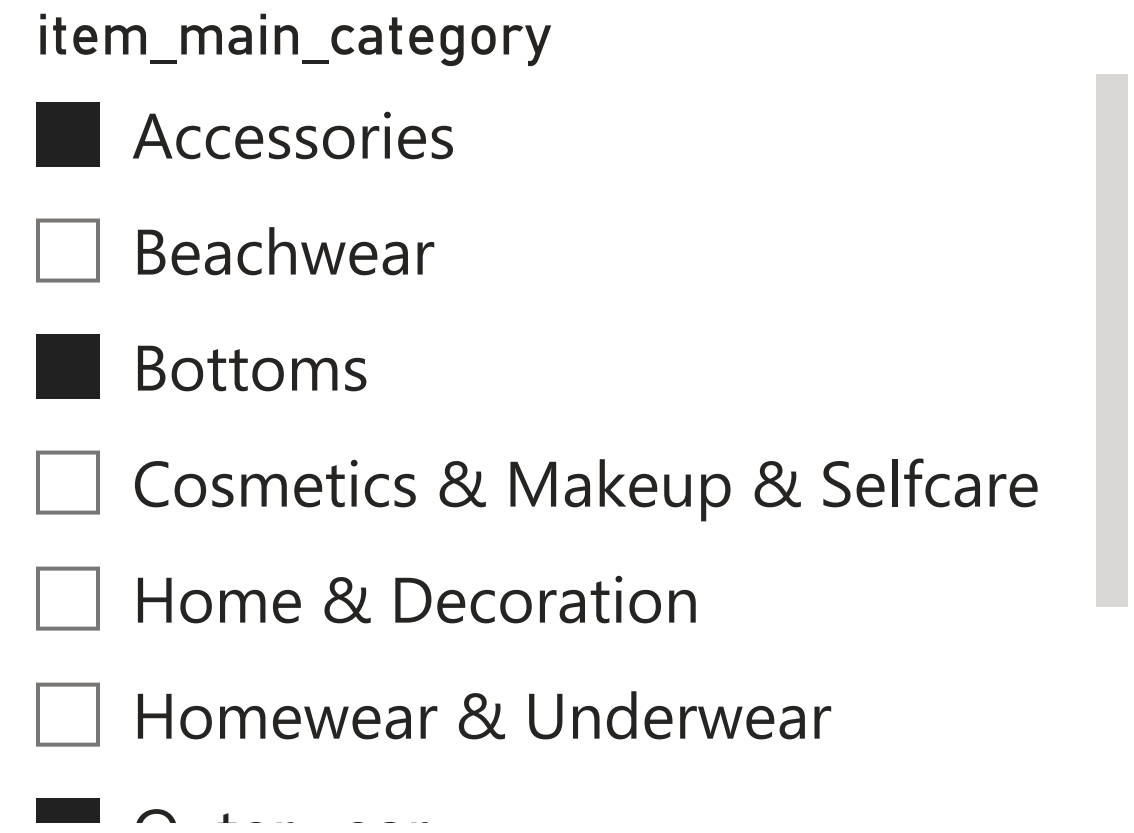 item_main_category
Accessories
Beachwear
Bottoms
Cosmetics & Makeup & Selfcare
Home & Decoration
Homewear & Underwear